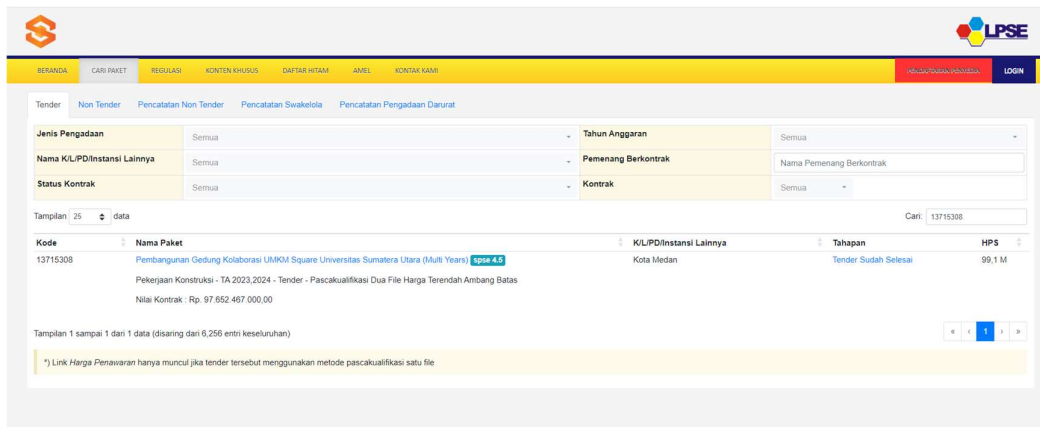 LPSE
BERANDA CARI PAKET REGULASI KONTEN KHUSUS DAFTAR HITAM AMEL KONTAK KAMI PENDAFTARAN PENYEDIA LOGIN
Tender Non Tender Pencatatan Non Tender Pencatatan Swakelola Pencatatan Pengadaan Darurat
Jenis Pengadaan Semua Tahun Anggaran Semua
Nama K/L/PD/Instansi Lainnya Semua Pemenang Berkontrak Nama Pemenang Berkontrak
Status Kontrak Semua Kontrak Semua
Tampilan 25 data Cari: 13715308
Kode Nama Paket K/L/PD/Instansi Lainnya Tahapan HPS
13715308 Pembangunan Gedung Kolaborasi UMKM Square Universitas Sumatera Utara (Multi Years) spse 4.5 Kota Medan Tender Sudah Selesai 99,1 M
Pekerjaan Konstruksi - TA 2023,2024 - Tender - Pascakualifikasi Dua File Harga Terendah Ambang Batas
Nilai Kontrak : Rp. 97.652.467.000,00
Tampilan 1 sampai 1 dari 1 data (disaring dari 6,256 entri keseluruhan) « ‹ 1 › »
*) Link Harga Penawaran hanya muncul jika tender tersebut menggunakan metode pascakualifikasi satu file